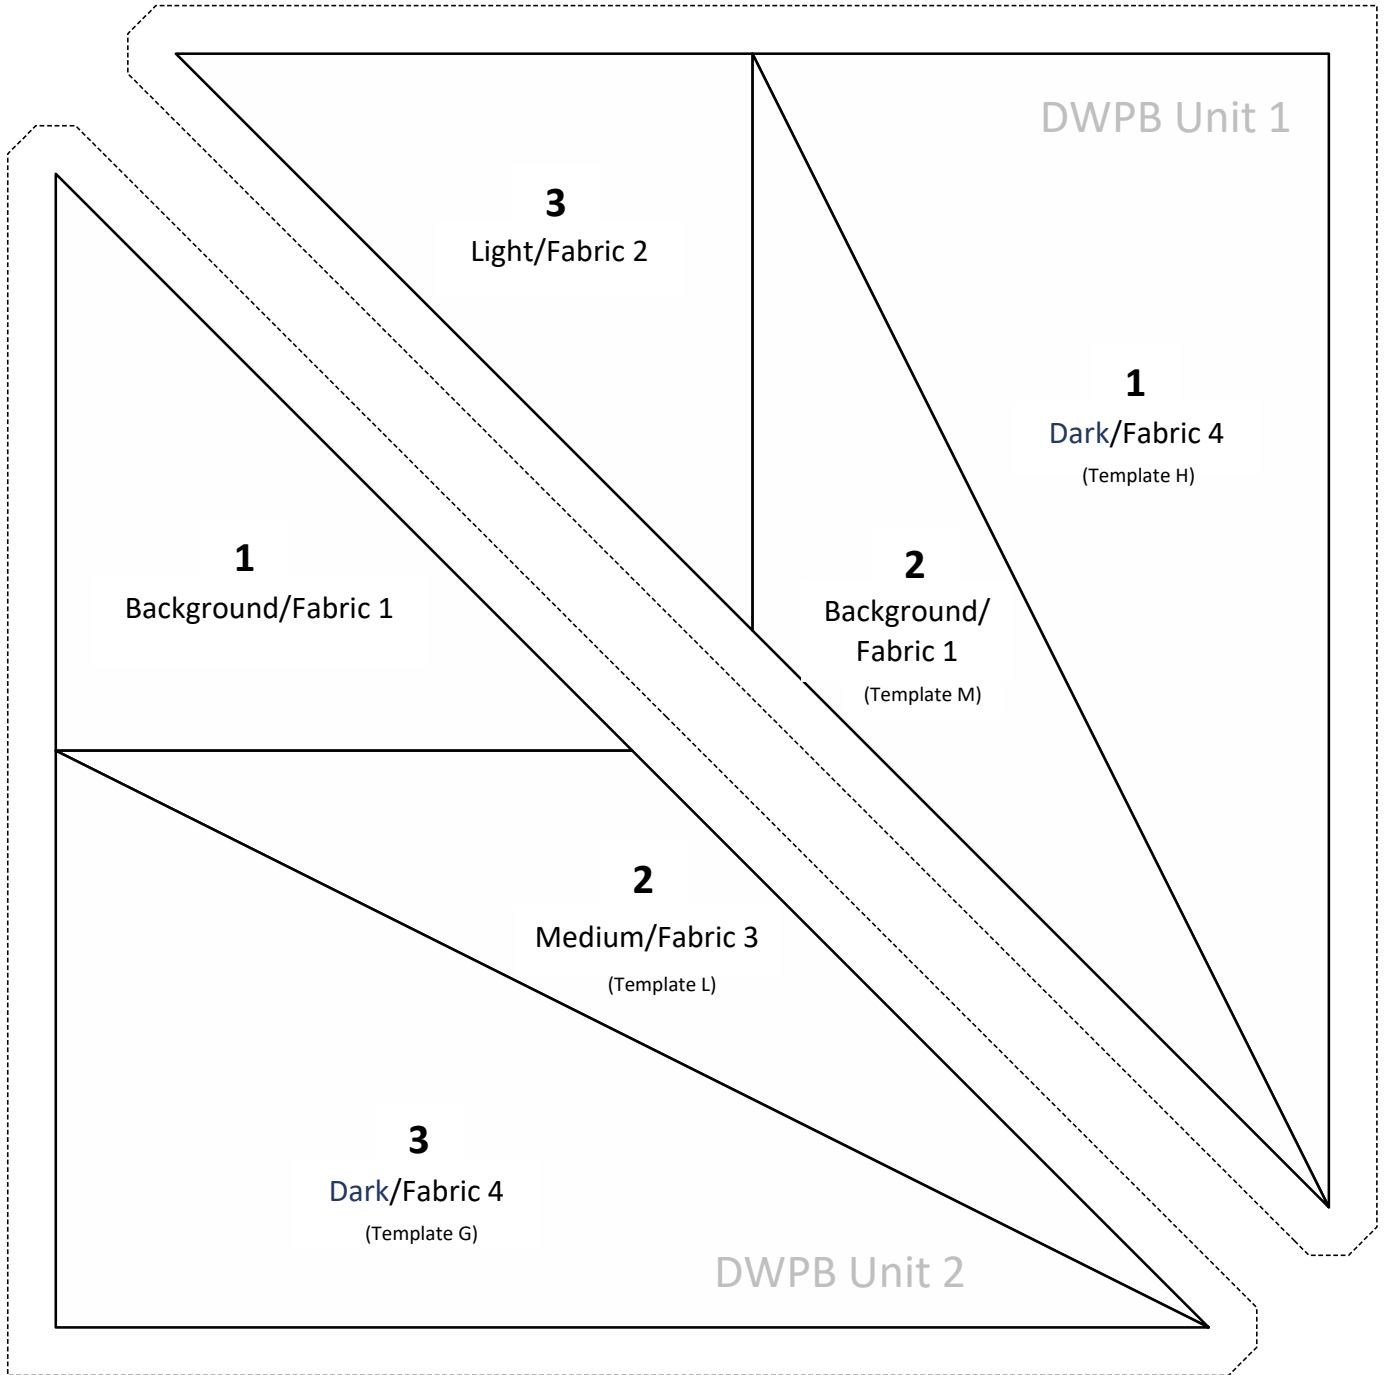 DWPB Unit 1
3
Light/Fabric 2
1
Dark/Fabric 4
(Template H)
2
Background/
Fabric 1
(Template M)
1
Background/Fabric 1
2
Medium/Fabric 3
(Template L)
3
Dark/Fabric 4
(Template G)
DWPB Unit 2